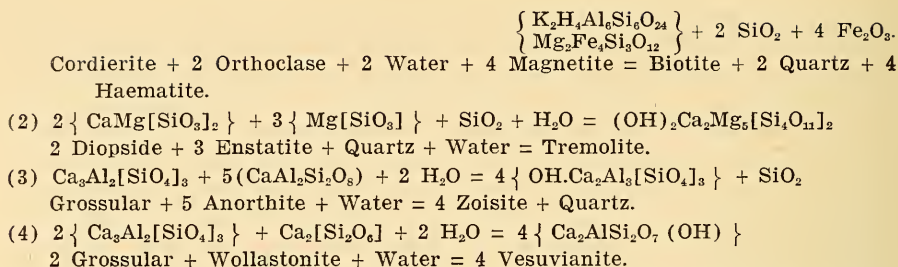 { K₂H₄Al₆Si₆O₂₄
Mg₂Fe₄Si₃O₁₂ } + 2 SiO₂ + 4 Fe₂O₃.
Cordierite + 2 Orthoclase + 2 Water + 4 Magnetite = Biotite + 2 Quartz + 4
Haematite.
(2) 2 { CaMg[SiO₃]₂ } + 3 { Mg[SiO₃] } + SiO₂ + H₂O = (OH)₂Ca₂Mg₅[Si₄O₁₁]₂
2 Diopside + 3 Enstatite + Quartz + Water = Tremolite.
(3) Ca₃Al₂[SiO₄]₃ + 5(CaAl₂Si₂O₈) + 2 H₂O = 4 { OH.Ca₂Al₃[SiO₄]₃ } + SiO₂
Grossular + 5 Anorthite + Water = 4 Zoisite + Quartz.
(4) 2 { Ca₃Al₂[SiO₄]₃ } + Ca₂[Si₂O₆] + 2 H₂O = 4 { Ca₂AlSi₂O₇ (OH) }
2 Grossular + Wollastonite + Water = 4 Vesuvianite.